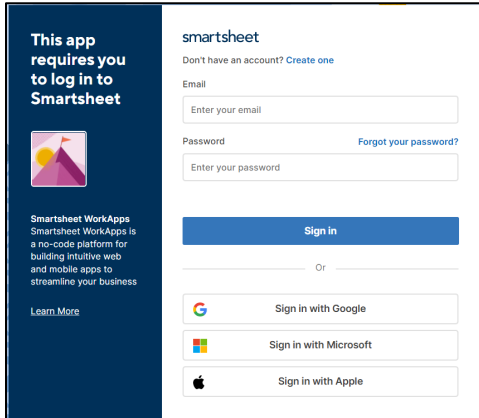 This app
requires you
to log in to
Smartsheet
Smartsheet WorkApps
Smartsheet WorkApps is
a no-code platform for
building intuitive web
and mobile apps to
streamline your business
Learn More
smartsheet
Don't have an account? Create one
Email
Enter your email
Password Forgot your password?
Enter your password
Sign in
Or
Sign in with Google
Sign in with Microsoft
Sign in with Apple